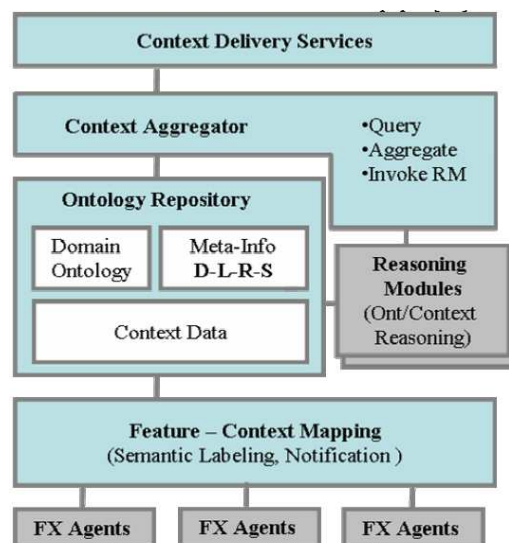 Context Delivery Services
Context Aggregator
•Query
•Aggregate
•Invoke RM
Ontology Repository
Domain
Ontology
Meta-Info
D-L-R-S
Context Data
Reasoning
Modules
(Ont/Context
Reasoning)
Feature – Context Mapping
(Semantic Labeling, Notification )
FX Agents
FX Agents
FX Agents